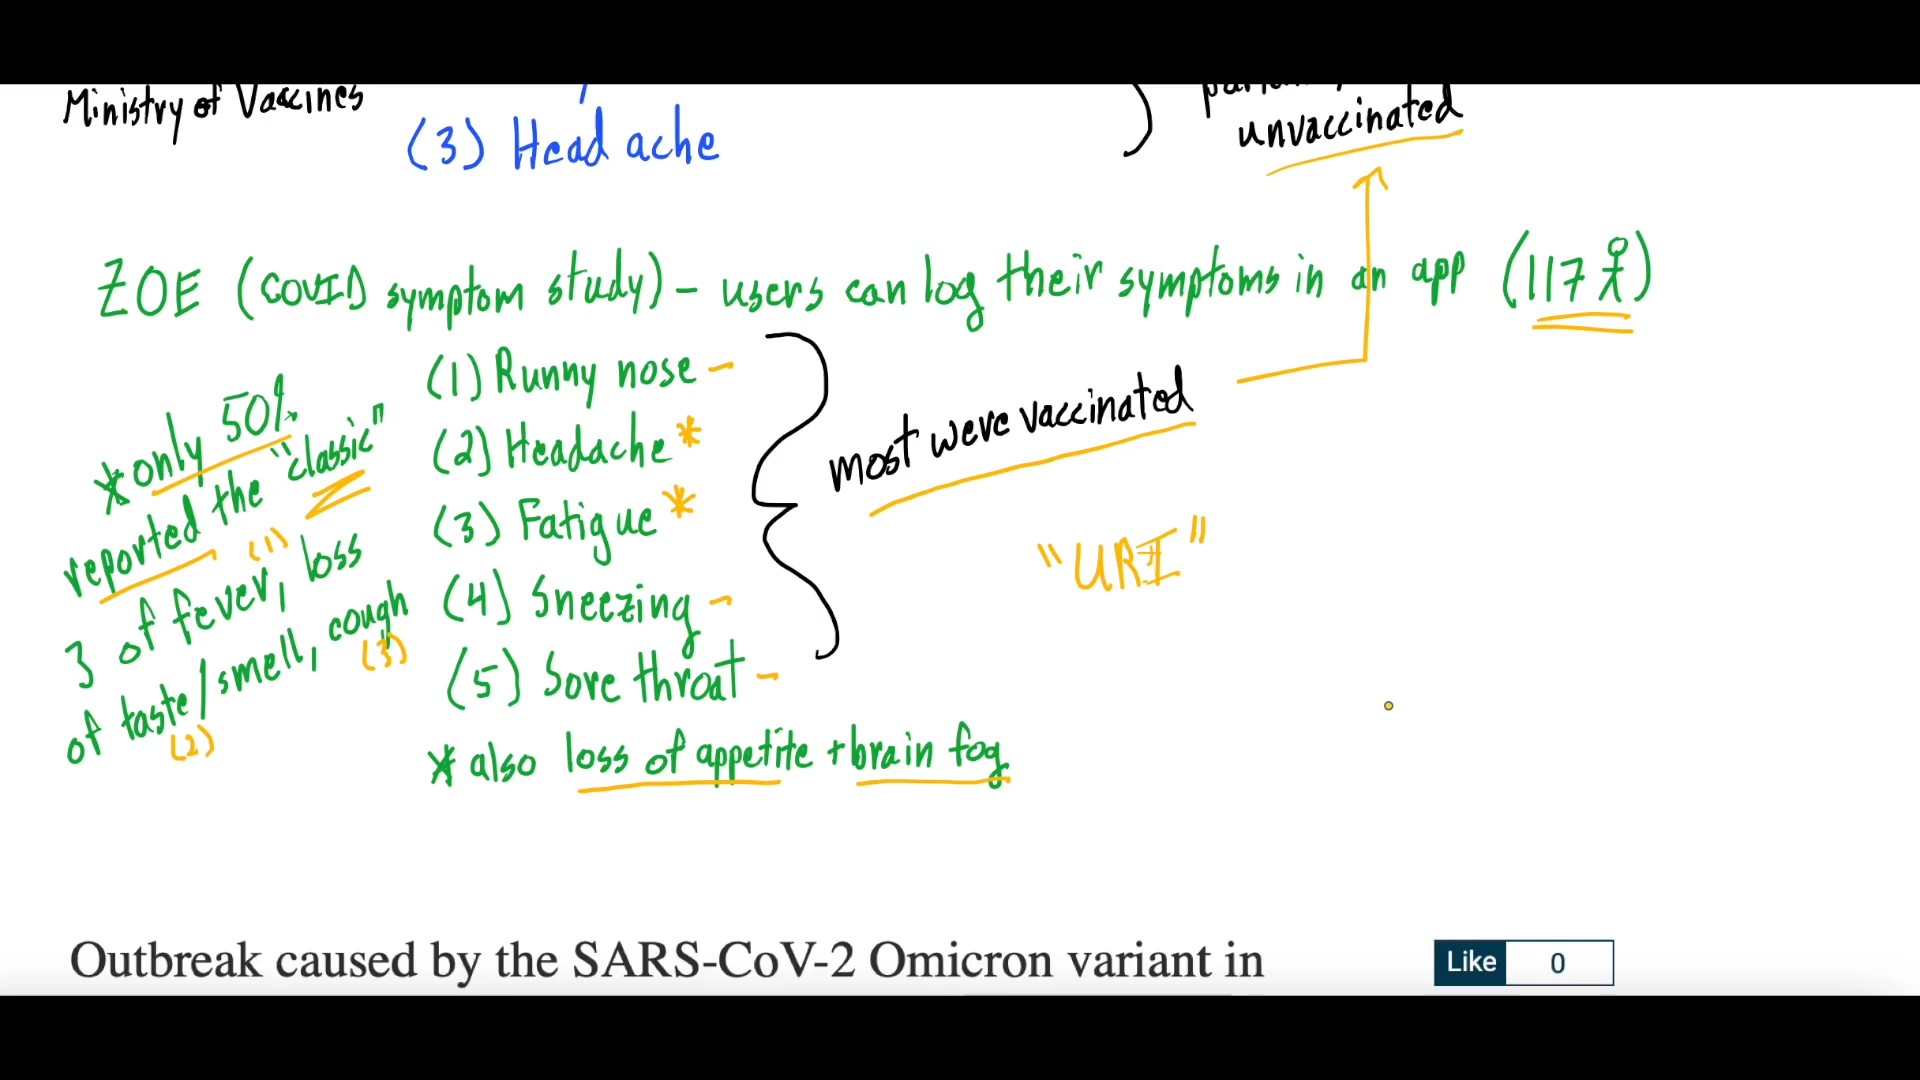 Ministry of Vaccines
(3) Headache
unvaccinated
ZOE (COVID symptom study) - users can log their symptoms in an app (117)
(1) Runny nose -
(2) Headache *
(3) Fatigue *
(4) Sneezing -
(5) Sore throat -
* also loss of appetite + brain fog
* only 50%
reported the "classic"
3 of fever, loss
of taste/smell, cough
(1)
(2)
(3)
most were vaccinated
"URI"
Outbreak caused by the SARS-CoV-2 Omicron variant in
Like 0